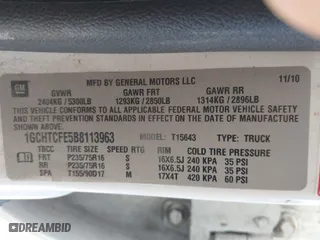 GM
MFD BY GENERAL MOTORS LLC 11/10
GVWR GAWR FRT GAWR RR
2404KG / 5300LB 1293KG / 2850LB 1314KG / 2896LB
THIS VEHICLE CONFORMS TO ALL APPLICABLE FEDERAL MOTOR VEHICLE
SAFETY AND THEFT PREVENTION STANDARDS IN EFFECT ON THE DATE OF
MANUFACTURE SHOWN ABOVE.
1GCHTCFE5B8113963 T15643 TYPE: TRUCK
TBCC TIRE SIZE SPEED RTG RIM COLD TIRE PRESSURE
FRT P235/75R16 S 16X6.5J 240 KPA 35 PSI
RR P235/75R16 S 16X6.5J 240 KPA 35 PSI
SPA T155/90D17 M 17X4T 420 KPA 60 PSI
BidCars